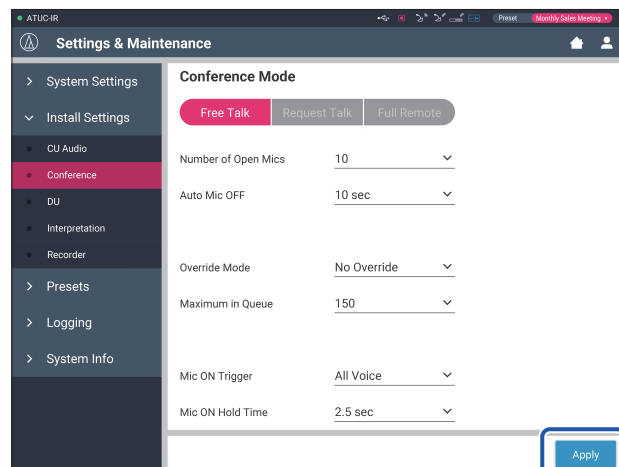 ATUC-IR
Preset Monthly Sales Meeting
Settings & Maintenance
System Settings
Install Settings
CU Audio
Conference
DU
Interpretation
Recorder
Presets
Logging
System Info
Conference Mode
Free Talk Request Talk Full Remote
Number of Open Mics 10
Auto Mic OFF 10 sec
Override Mode No Override
Maximum in Queue 150
Mic ON Trigger All Voice
Mic ON Hold Time 2.5 sec
Apply